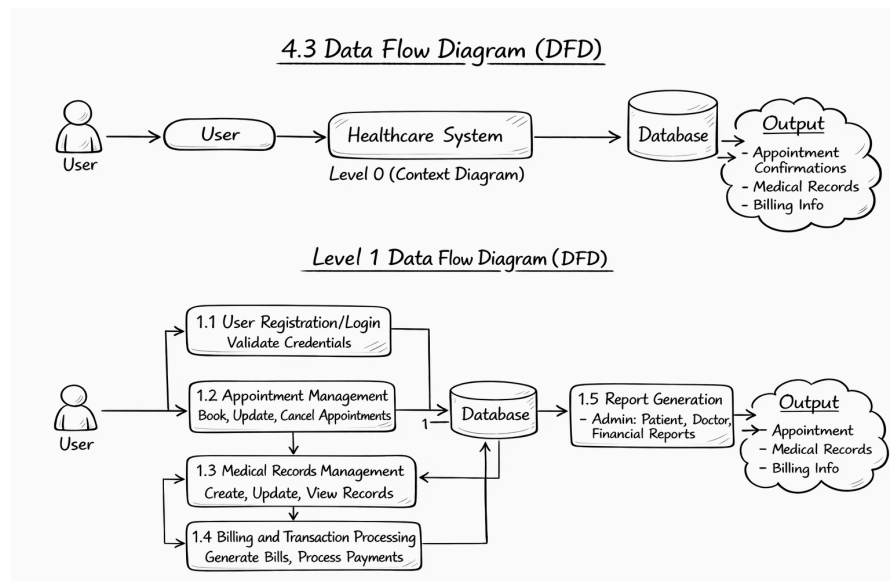 4.3 Data Flow Diagram (DFD)
User
User
Healthcare System
Level 0 (Context Diagram)
Database
Output
- Appointment
Confirmations
- Medical Records
- Billing Info
Level 1 Data Flow Diagram (DFD)
User
1.1 User Registration/Login
Validate Credentials
1.2 Appointment Management
Book, Update, Cancel Appointments
1.3 Medical Records Management
Create, Update, View Records
1.4 Billing and Transaction Processing
Generate Bills, Process Payments
1
Database
1.5 Report Generation
- Admin: Patient, Doctor,
Financial Reports
Output
- Appointment
- Medical Records
- Billing Info